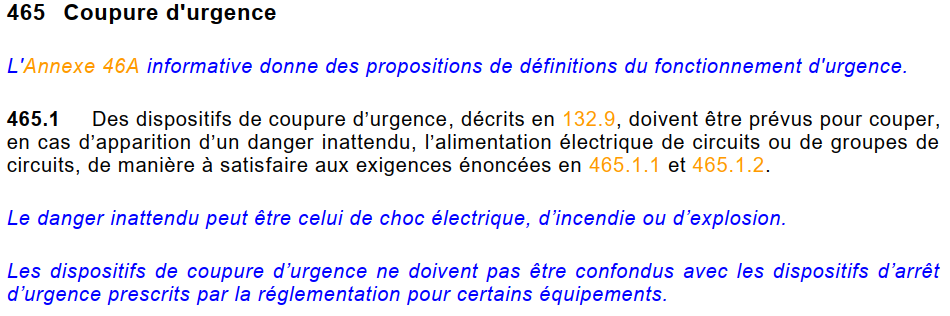 465 Coupure d'urgence
L'Annexe 46A informative donne des propositions de définitions du fonctionnement d'urgence.
465.1 Des dispositifs de coupure d’urgence, décrits en 132.9, doivent être prévus pour couper,
en cas d’apparition d’un danger inattendu, l’alimentation électrique de circuits ou de groupes de
circuits, de manière à satisfaire aux exigences énoncées en 465.1.1 et 465.1.2.
Le danger inattendu peut être celui de choc électrique, d’incendie ou d’explosion.
Les dispositifs de coupure d’urgence ne doivent pas être confondus avec les dispositifs d’arrêt
d’urgence prescrits par la réglementation pour certains équipements.